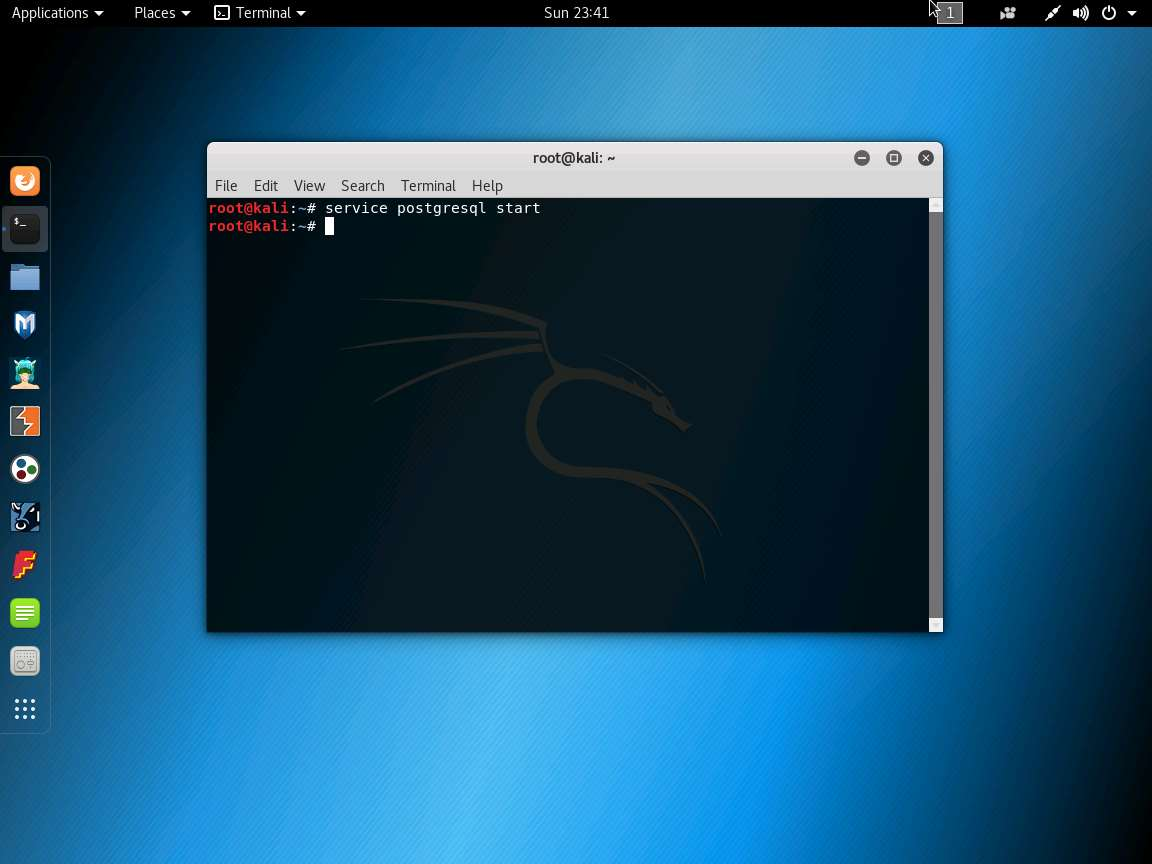 Applications Places Terminal Sun 23:41 1
root@kali: ~
File Edit View Search Terminal Help
root@kali:~# service postgresql start
root@kali:~#